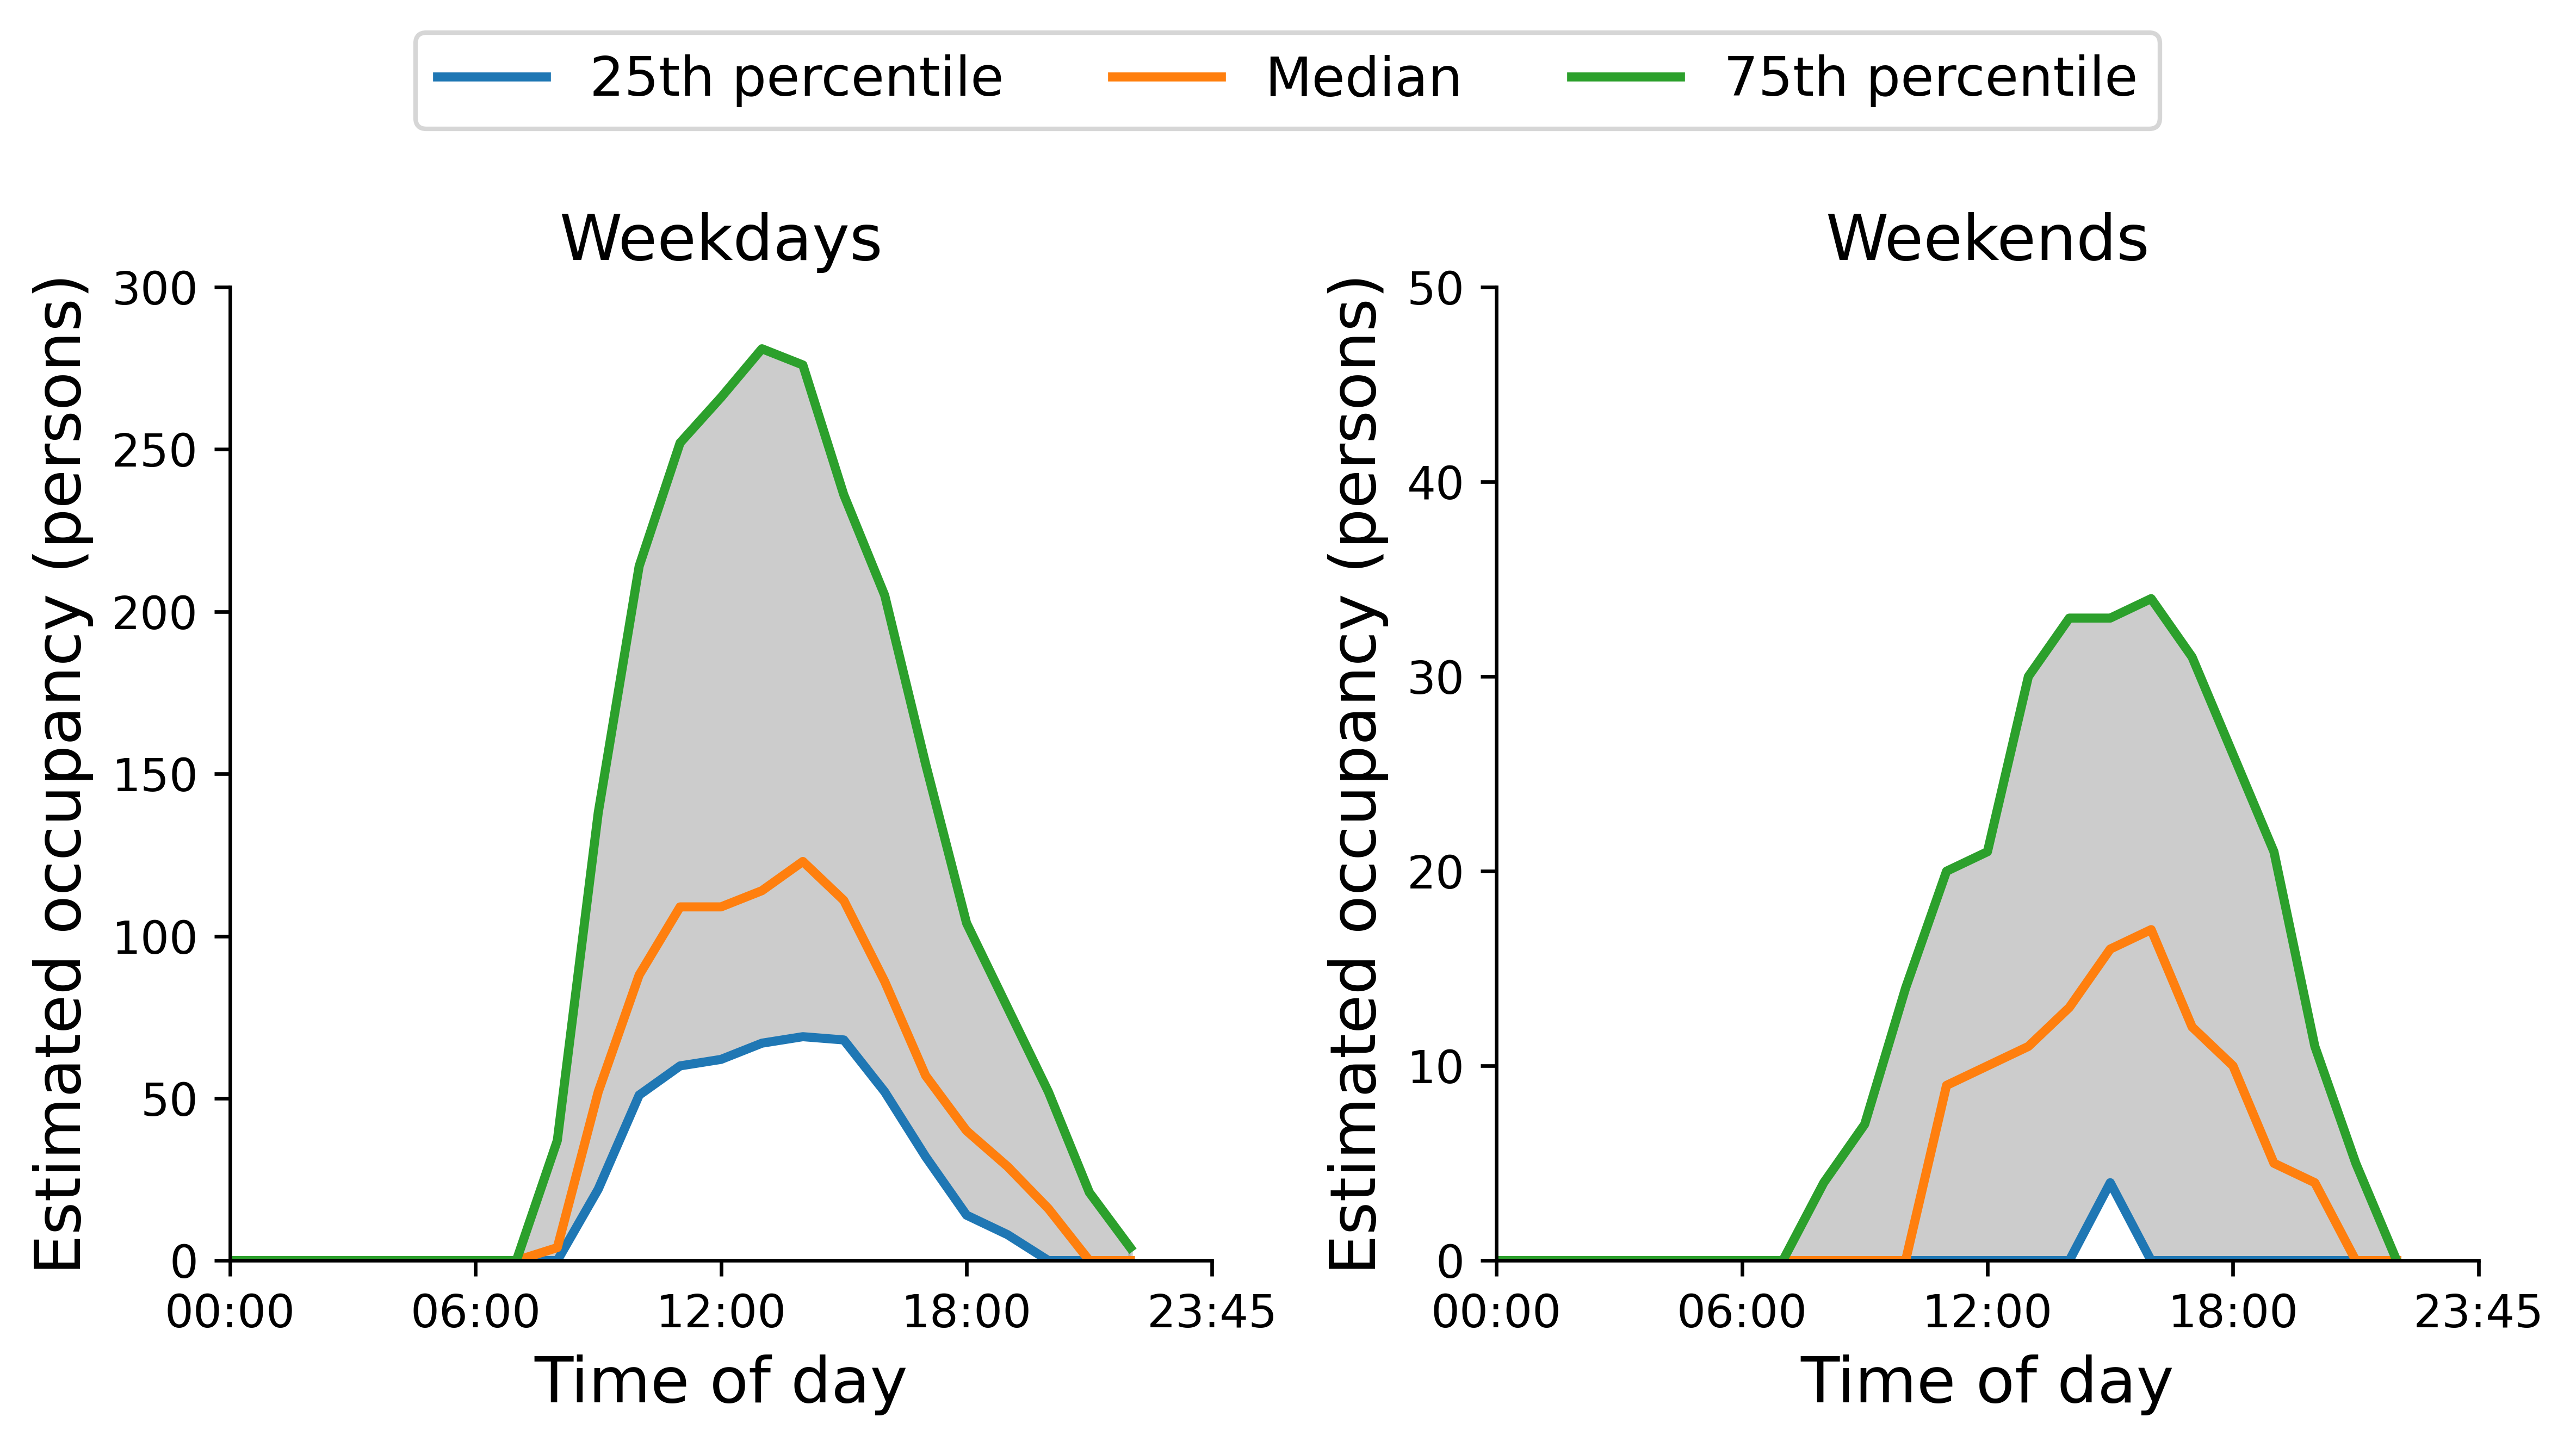 25th percentile Median 75th percentile
Weekdays
Estimated occupancy (persons)
300
250
200
150
100
50
0
00:00 06:00 12:00 18:00 23:45
Time of day
Weekends
Estimated occupancy (persons)
50
40
30
20
10
0
00:00 06:00 12:00 18:00 23:45
Time of day